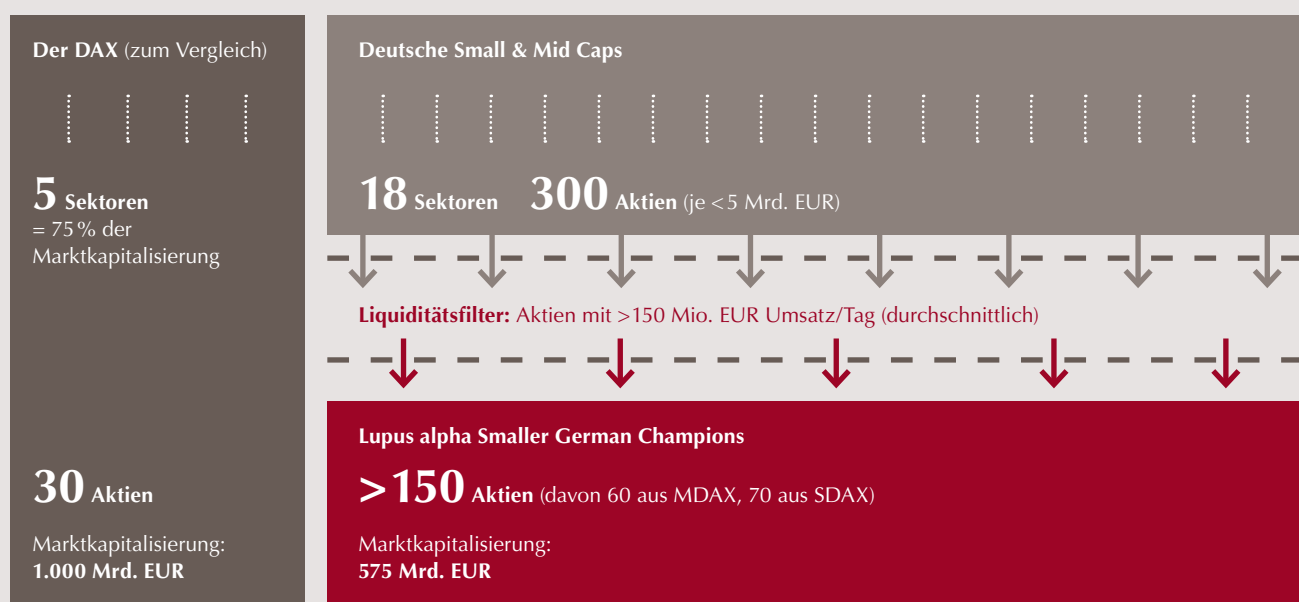 Der DAX (zum Vergleich)
5 Sektoren
= 75 % der
Marktkapitalisierung
30 Aktien
Marktkapitalisierung:
1.000 Mrd. EUR
Deutsche Small & Mid Caps
18 Sektoren 300 Aktien (je < 5 Mrd. EUR)
Liquiditätsfilter: Aktien mit >150 Mio. EUR Umsatz/Tag (durchschnittlich)
Lupus alpha Smaller German Champions
>150 Aktien (davon 60 aus MDAX, 70 aus SDAX)
Marktkapitalisierung:
575 Mrd. EUR